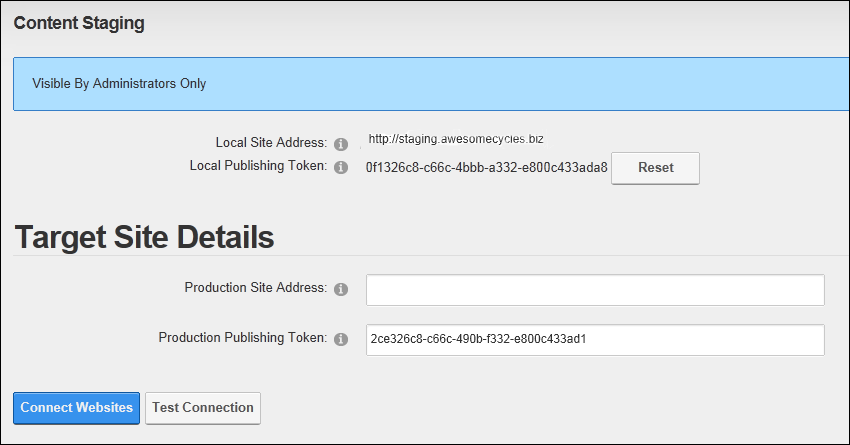 Content Staging
Visible By Administrators Only
Local Site Address: http://staging.awesomecycles.biz
Local Publishing Token: 0f1326c8-c66c-4bbb-a332-e800c433ada8 Reset
Target Site Details
Production Site Address:
Production Publishing Token: 2ce326c8-c66c-490b-f332-e800c433ad1
Connect Websites Test Connection